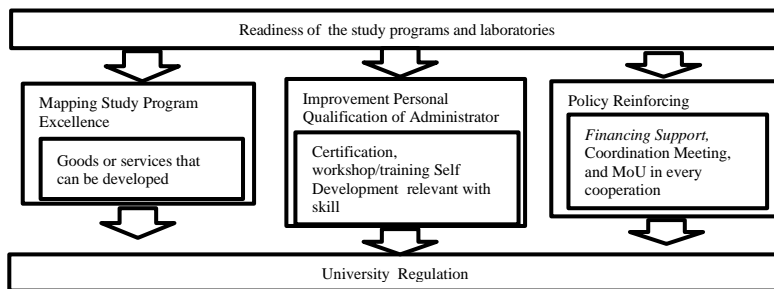 Readiness of the study programs and laboratories
Mapping Study Program
Excellence
Goods or services that
can be developed
Improvement Personal
Qualification of Administrator
Certification,
workshop/training Self
Development relevant with
skill
Policy Reinforcing
Financing Support,
Coordination Meeting,
and MoU in every
cooperation
University Regulation